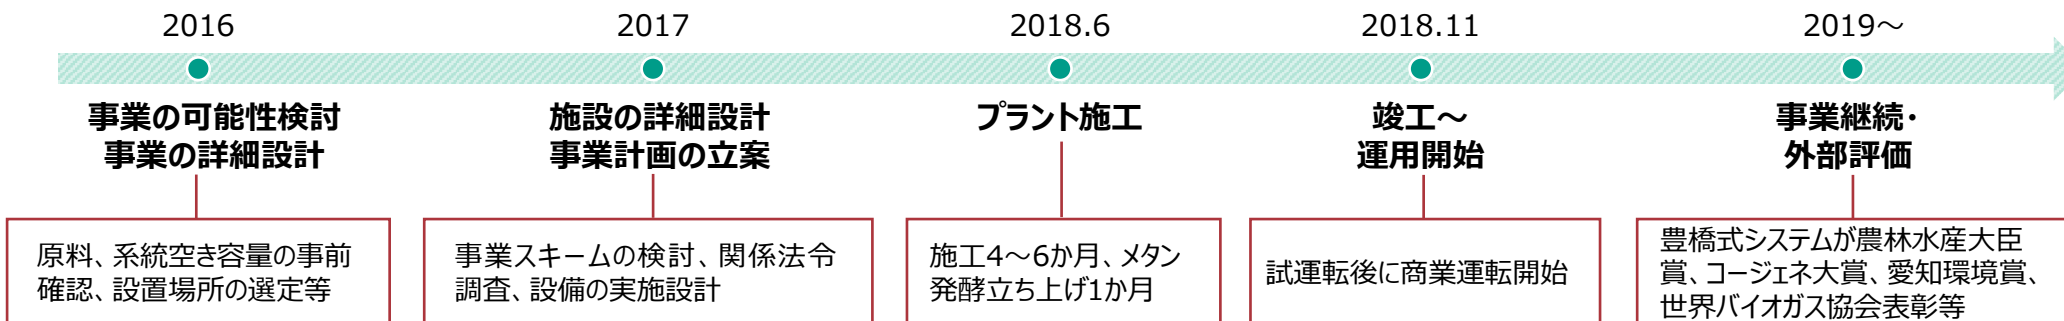 2016
事業の可能性検討
事業の詳細設計
原料、系統空き容量の事前
確認、設置場所の選定等
2017
施設の詳細設計
事業計画の立案
事業スキームの検討、関係法令
調査、設備の実施設計
2018.6
プラント施工
施工4～6か月、メタン
発酵立ち上げ1か月
2018.11
竣工～
運用開始
試運転後に商業運転開始
2019～
事業継続・
外部評価
豊橋式システムが農林水産大臣
賞、コージェネ大賞、愛知環境賞、
世界バイオガス協会表彰等